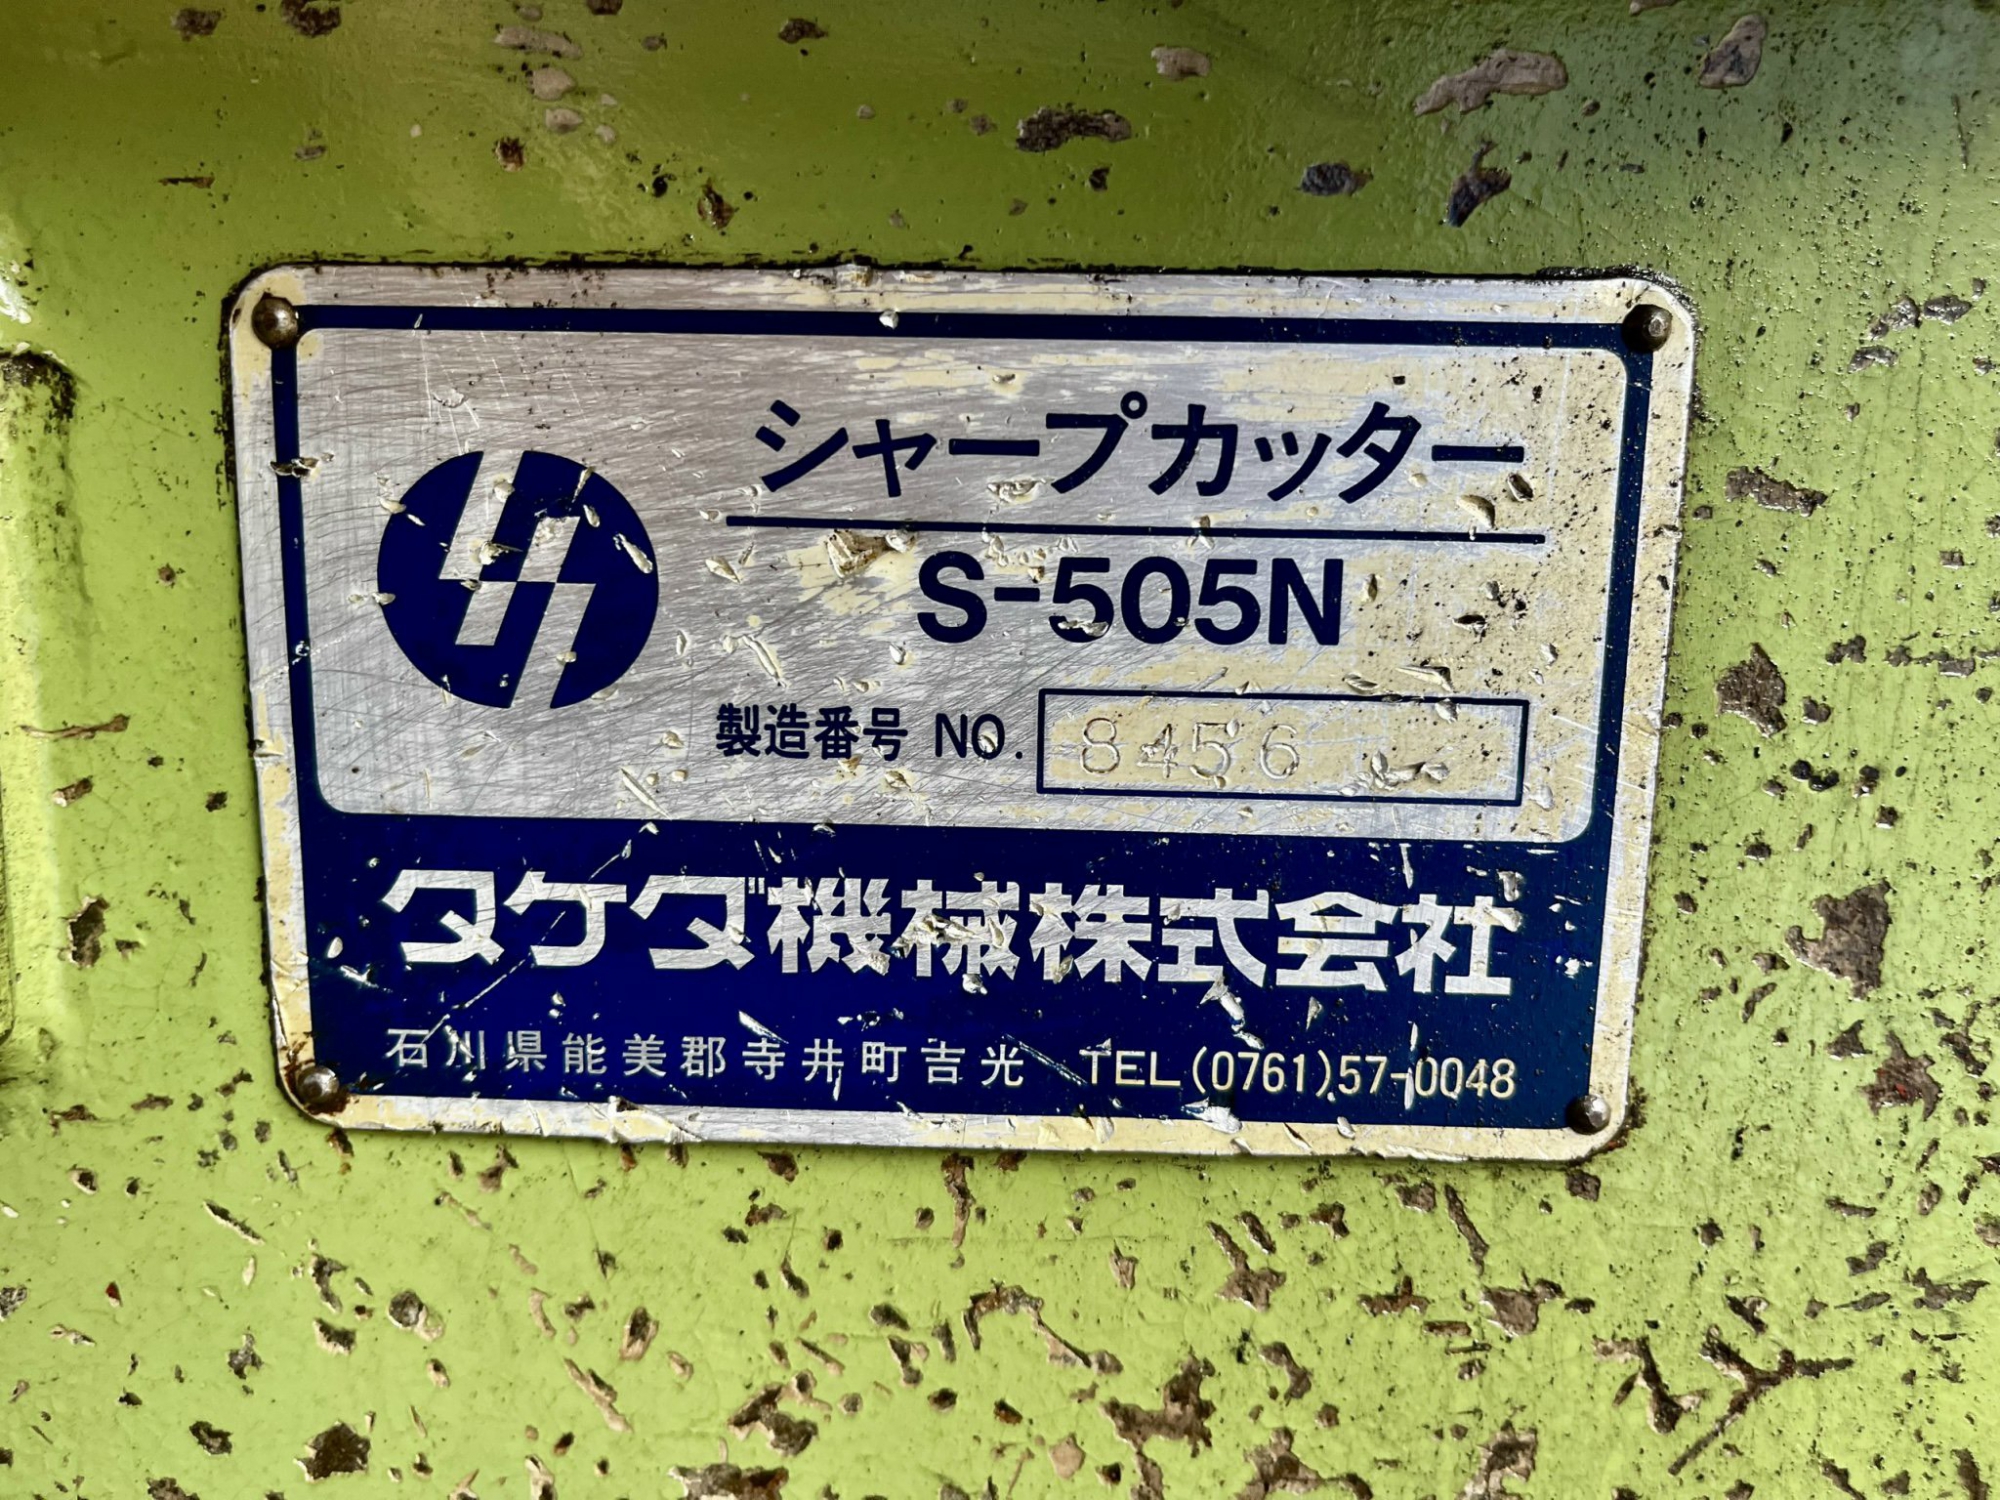 シャープカッター
S-505N
製造番号 NO. 8456
タケダ機械株式会社
石川県能美郡寺井町吉光 TEL(0761)57-0048